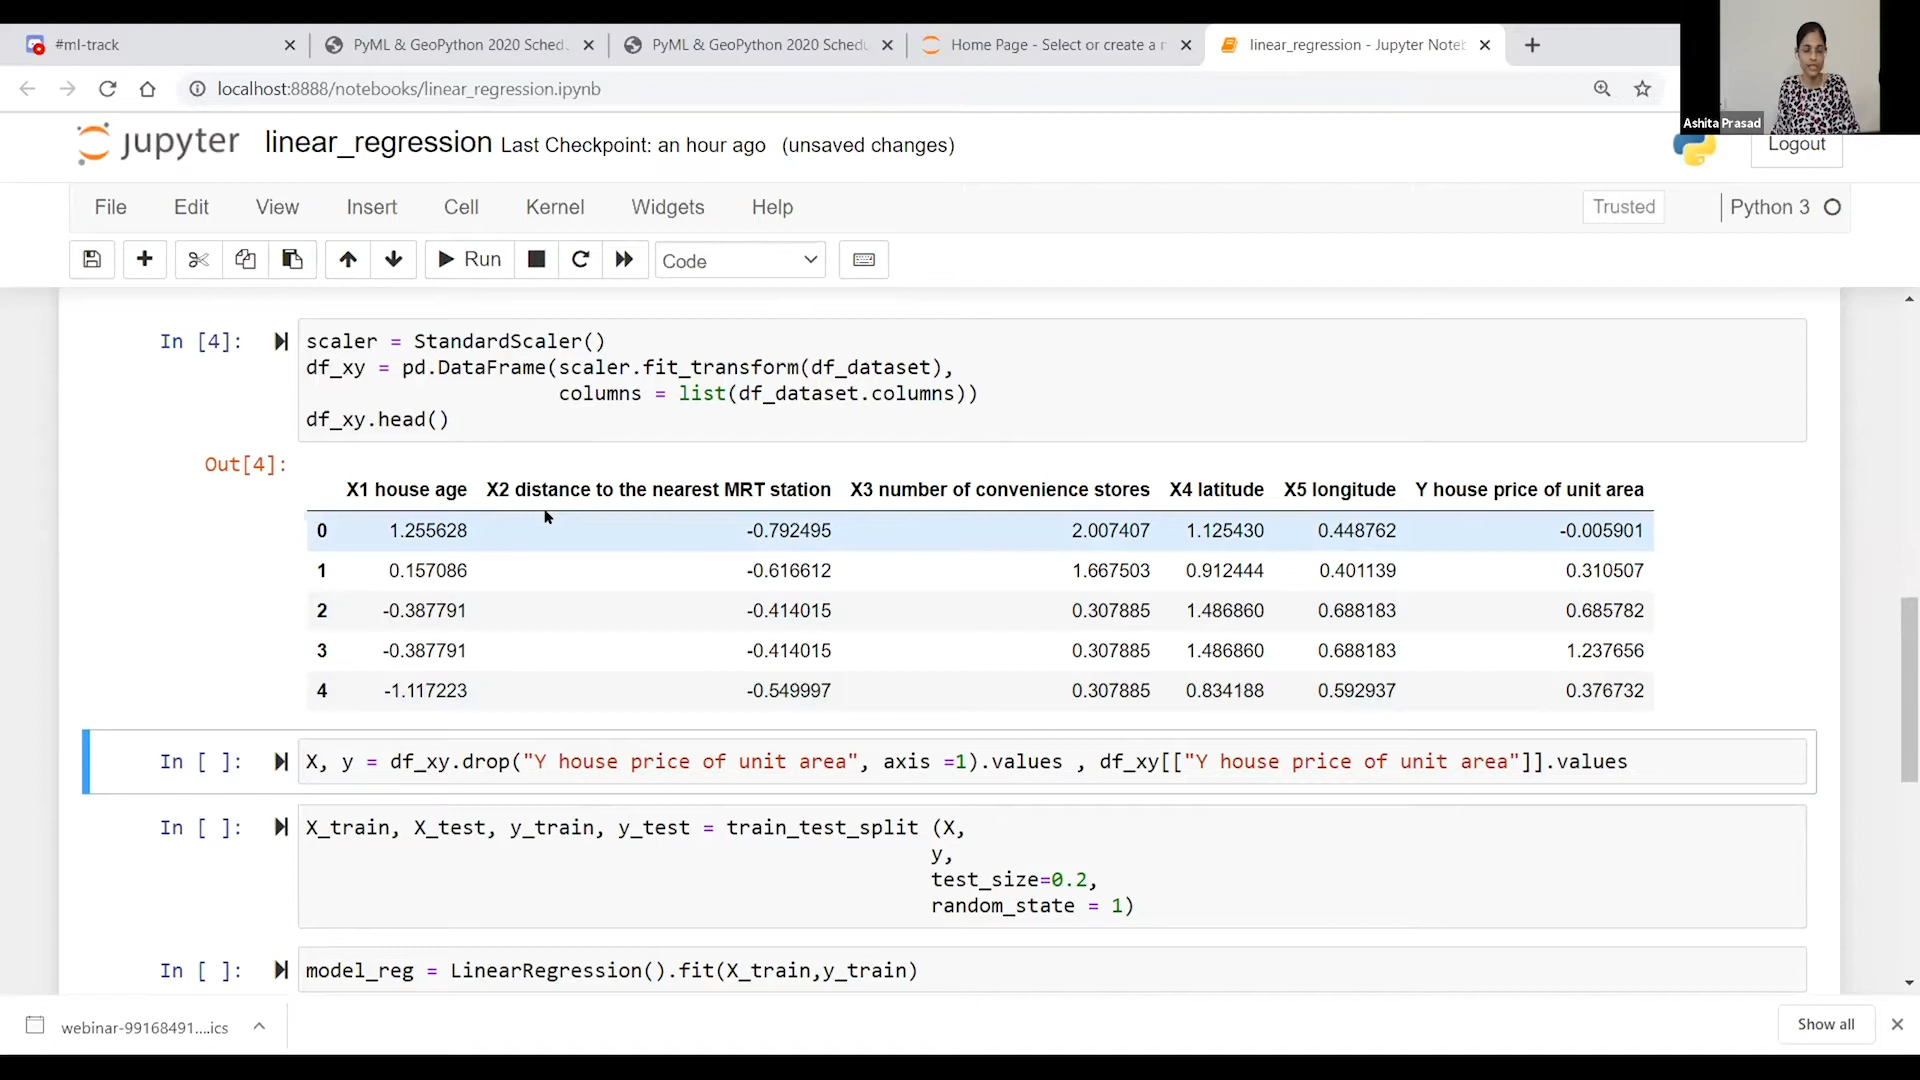 #ml-track
PyML & GeoPython 2020 Sched
PyML & GeoPython 2020 Schedu
Home Page - Select or create a n
linear_regression - Jupyter Noteb
localhost:8888/notebooks/linear_regression.ipynb
Ashita Prasad
jupyter
linear_regression Last Checkpoint: an hour ago (unsaved changes)
Logout
File Edit View Insert Cell Kernel Widgets Help
Trusted
Python 3
Run
Code
In [4]:
scaler = StandardScaler()
df_xy = pd.DataFrame(scaler.fit_transform(df_dataset),
columns = list(df_dataset.columns))
df_xy.head()
Out[4]:
X1 house age X2 distance to the nearest MRT station X3 number of convenience stores X4 latitude X5 longitude Y house price of unit area
0 1.255628 -0.792495 2.007407 1.125430 0.448762 -0.005901
1 0.157086 -0.616612 1.667503 0.912444 0.401139 0.310507
2 -0.387791 -0.414015 0.307885 1.486860 0.688183 0.685782
3 -0.387791 -0.414015 0.307885 1.486860 0.688183 1.237656
4 -1.117223 -0.549997 0.307885 0.834188 0.592937 0.376732
In [ ]: X, y = df_xy.drop("Y house price of unit area", axis =1).values , df_xy[["Y house price of unit area"]].values
In [ ]: X_train, X_test, y_train, y_test = train_test_split (X,
y,
test_size=0.2,
random_state = 1)
In [ ]: model_reg = LinearRegression().fit(X_train,y_train)
webinar-99168491....ics
Show all